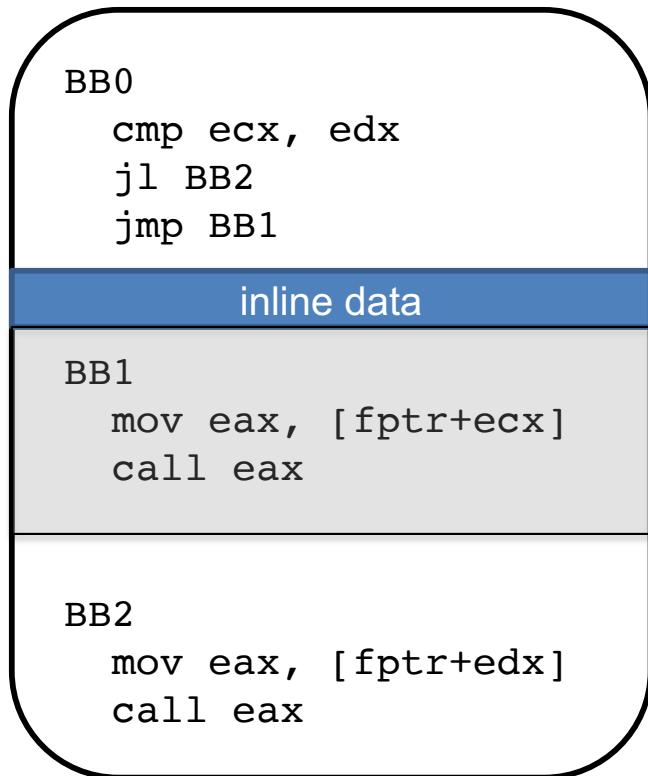 BB0
cmp ecx, edx
jl BB2
jmp BB1
inline data
BB1
mov eax, [fptr+ecx]
call eax
BB2
mov eax, [fptr+edx]
call eax